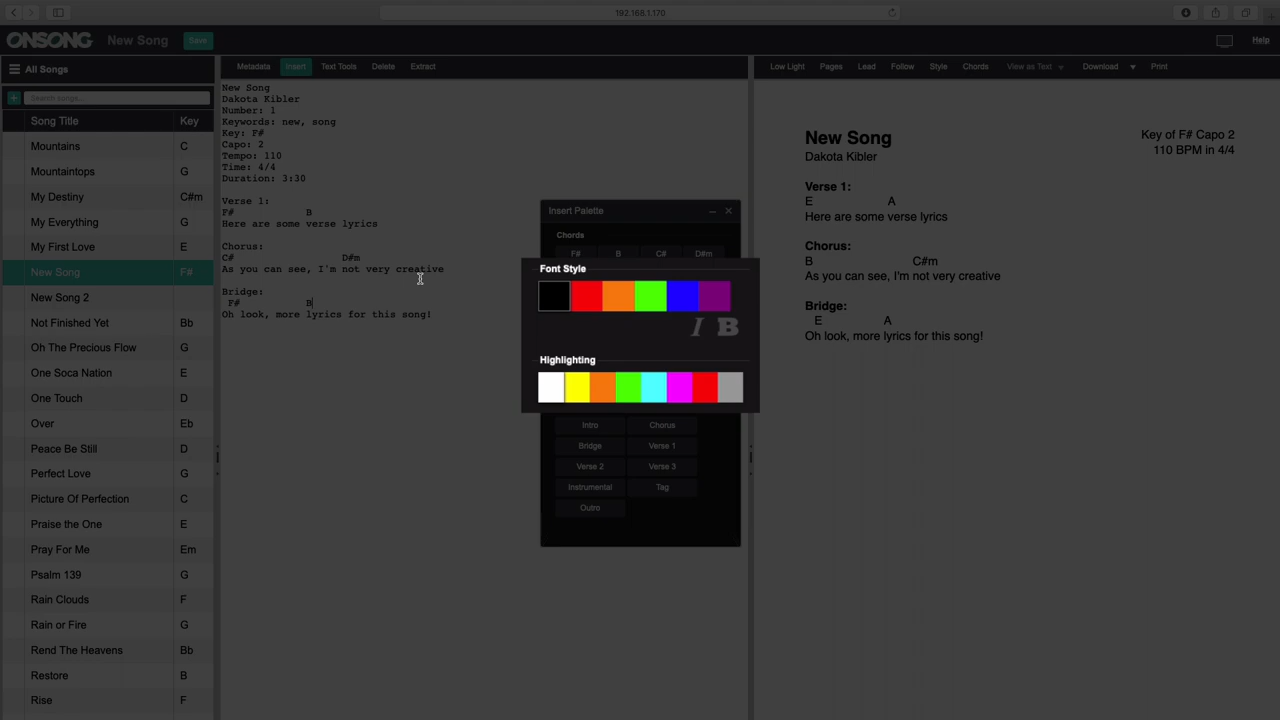 192.168.1.170
ONSONG New Song Save Help
All Songs
Search songs...
Song Title Key
Mountains C
Mountaintops G
My Destiny C#m
My Everything G
My First Love E
New Song F#
New Song 2
Not Finished Yet Bb
Oh The Precious Flow G
One Soca Nation E
One Touch D
Over Eb
Peace Be Still D
Perfect Love G
Picture Of Perfection C
Praise the One E
Pray For Me Em
Psalm 139 G
Rain Clouds F
Rain or Fire G
Rend The Heavens Bb
Restore B
Rise F
Metadata Insert Text Tools Delete Extract
New Song
Dakota Kibler
Number: 1
Keywords: new, song
Key: F#
Capo: 2
Tempo: 110
Time: 4/4
Duration: 3:30
Verse 1:
F# B
Here are some verse lyrics
Chorus:
C# D#m
As you can see, I'm not very creative
Bridge:
F# B
Oh look, more lyrics for this song!
Insert Palette
Chords
F# B C# D#m
Font Style
I B
Highlighting
Intro Chorus
Bridge Verse 1
Verse 2 Verse 3
Instrumental Tag
Outro
Low Light Pages Lead Follow Style Chords View as Text Download Print
New Song Key of F# Capo 2
Dakota Kibler 110 BPM in 4/4
Verse 1:
E A
Here are some verse lyrics
Chorus:
B C#m
As you can see, I'm not very creative
Bridge:
E A
Oh look, more lyrics for this song!